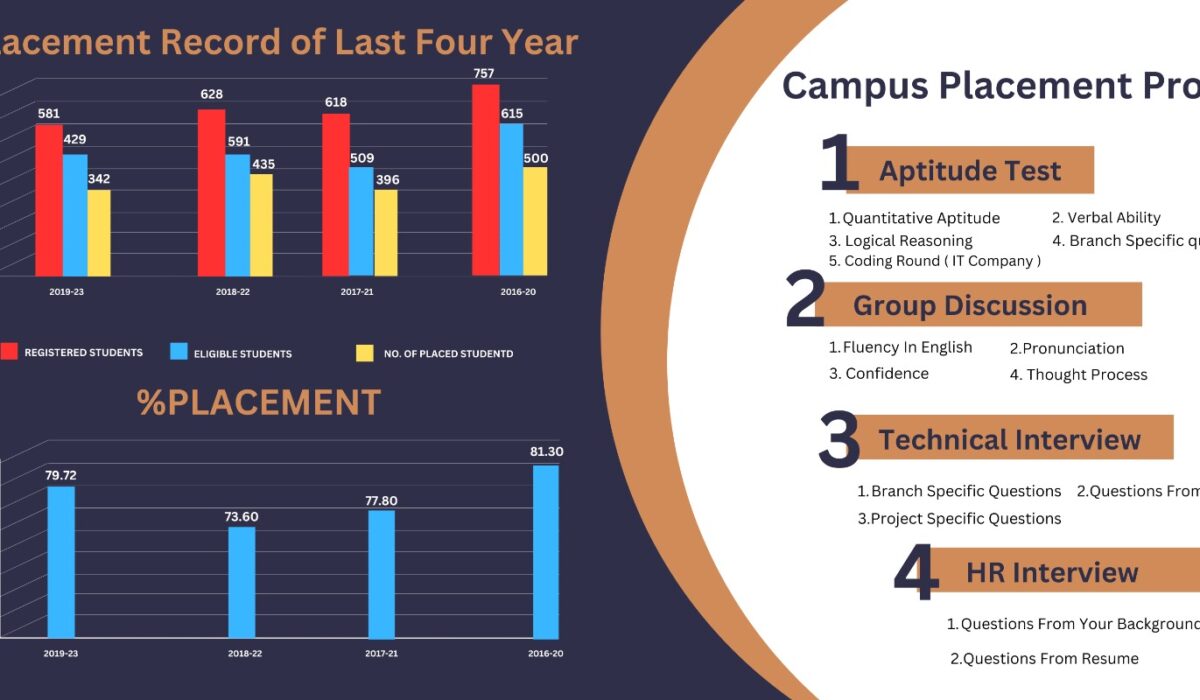 lacement Record of Last Four Year
757
628
618
581
615
591
509
500
429
435
396
342
2019-23
2018-22
2017-21
2016-20
REGISTERED STUDENTS
ELIGIBLE STUDENTS
NO. OF PLACED STUDENTD
%PLACEMENT
81.30
79.72
77.80
73.60
2019-23
2018-22
2017-21
2016-20
Campus Placement Pro
1 Aptitude Test
1. Quantitative Aptitude 2. Verbal Ability
3. Logical Reasoning 4. Branch Specific q
5. Coding Round ( IT Company )
2 Group Discussion
1. Fluency In English 2.Pronunciation
3. Confidence 4. Thought Process
3 Technical Interview
1. Branch Specific Questions 2.Questions From
3.Project Specific Questions
4 HR Interview
1. Questions From Your Background
2.Questions From Resume